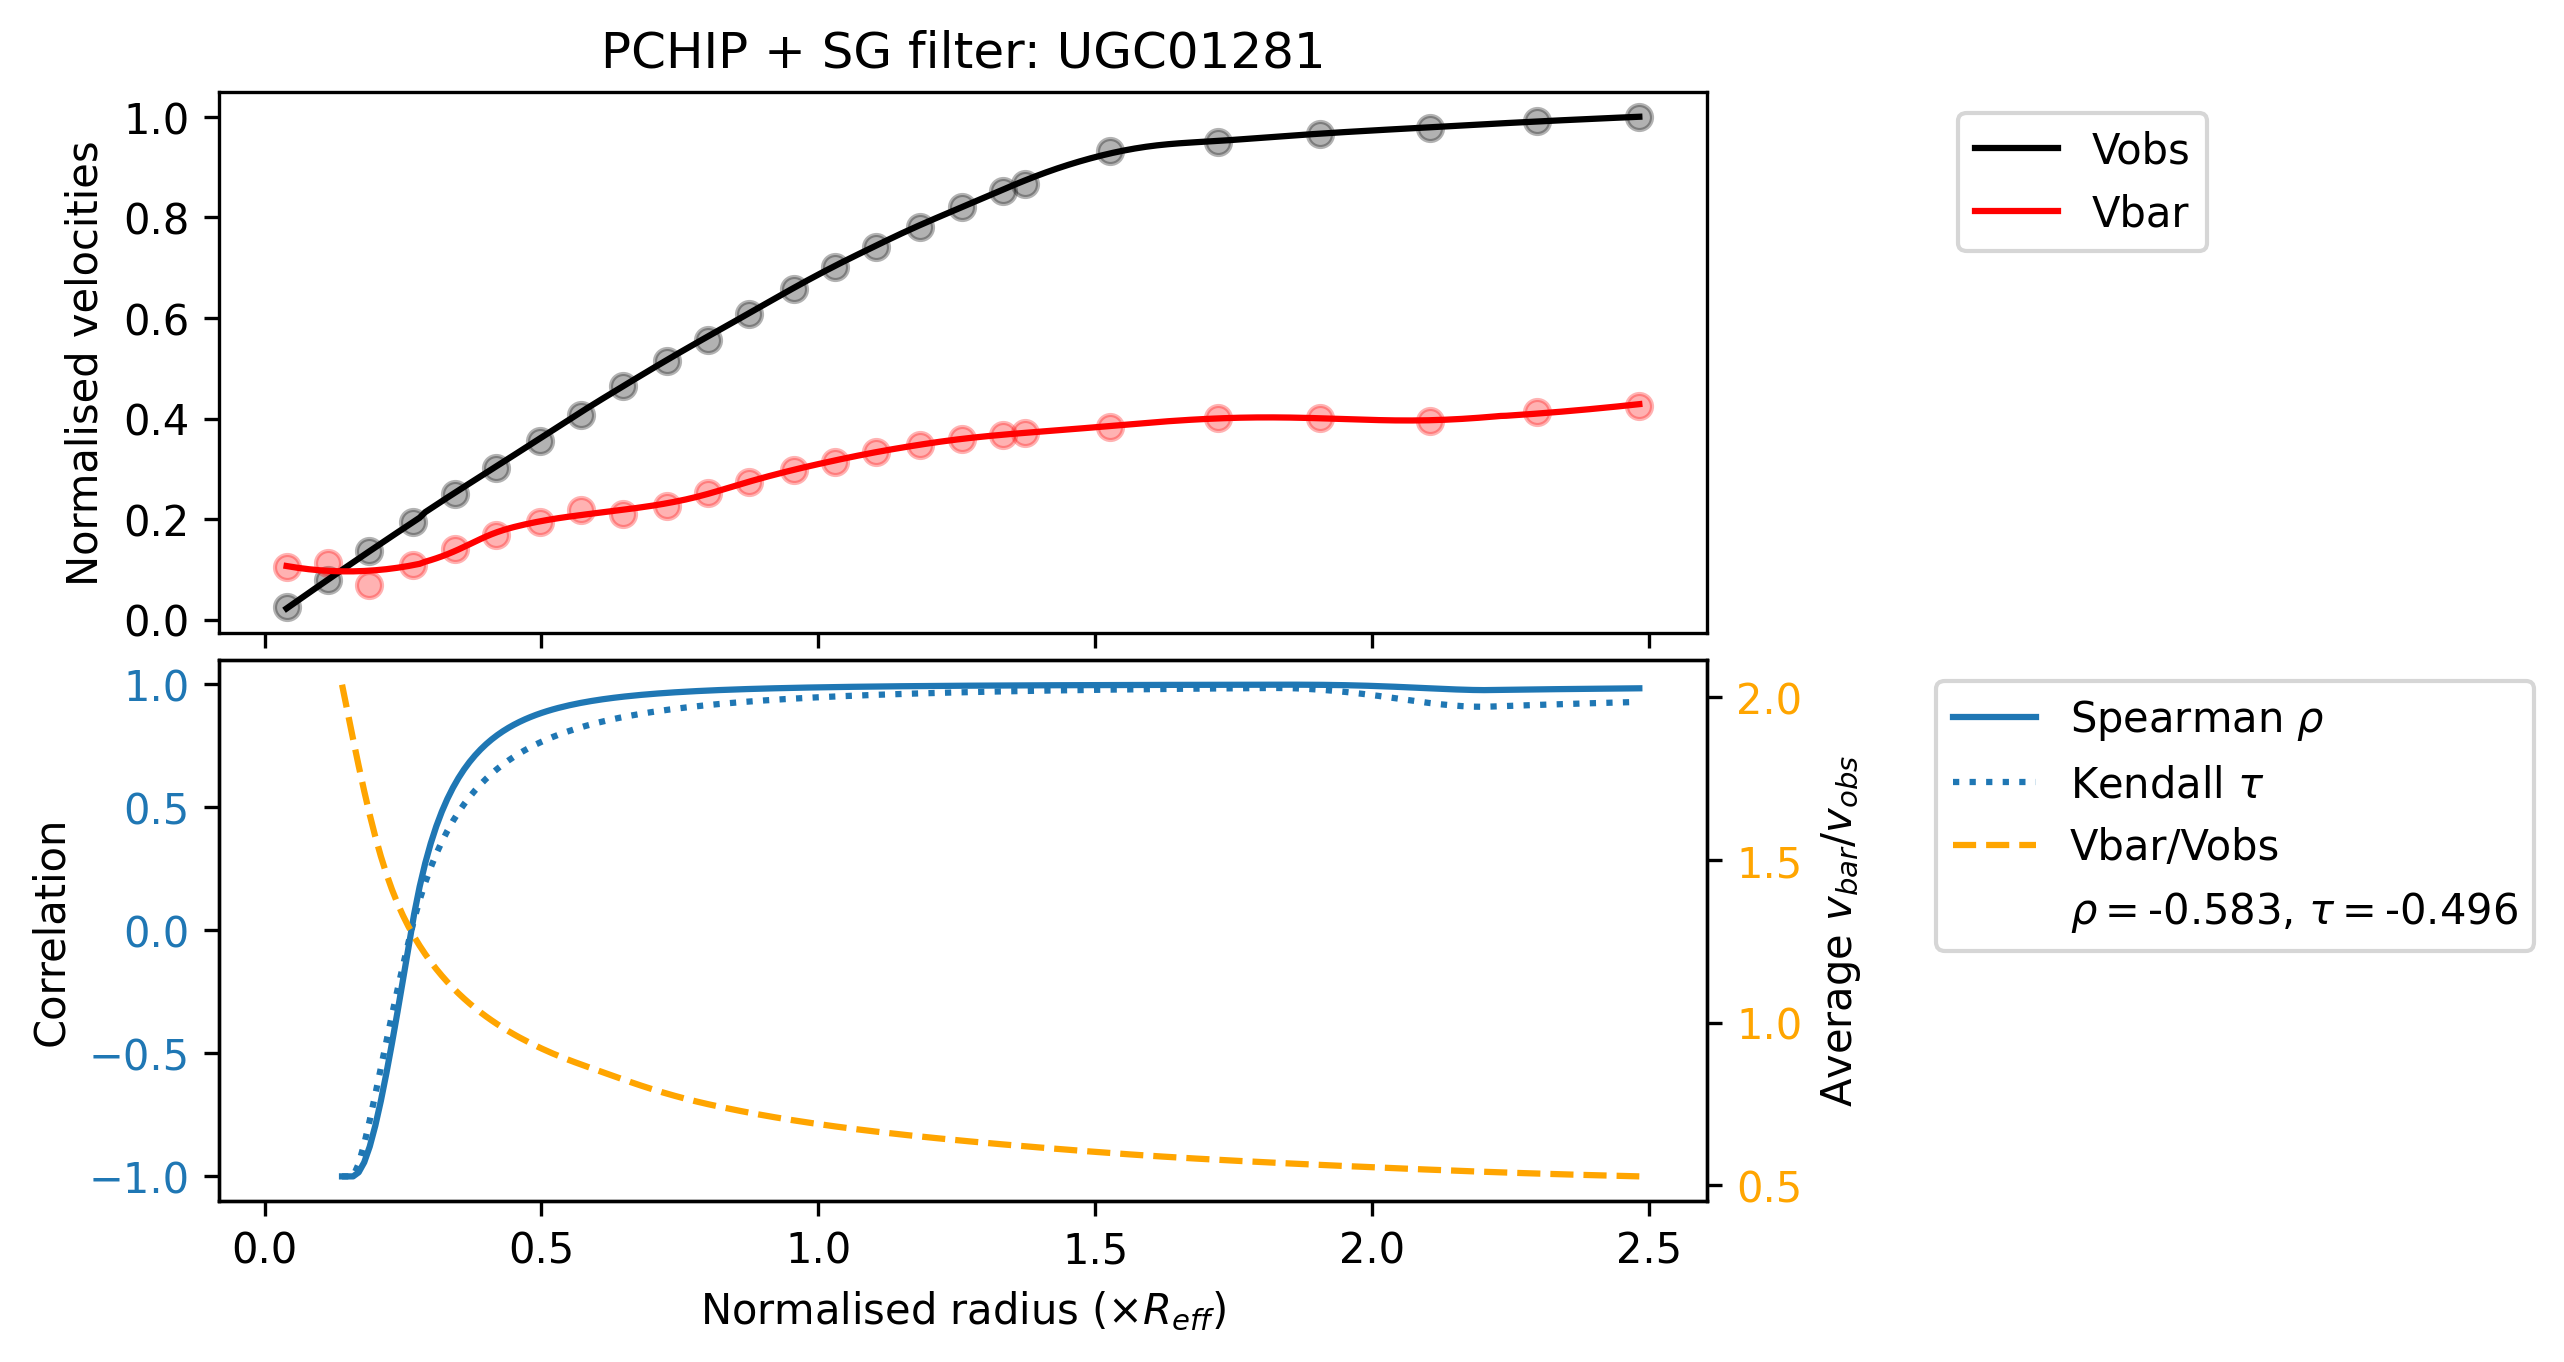 PCHIP + SG filter: UGC01281
Normalised velocities
1.0
0.8
0.6
0.4
0.2
0.0
Vobs
Vbar
Correlation
1.0
0.5
0.0
−0.5
−1.0
2.0
1.5
1.0
0.5
Average v_bar/v_obs
Spearman ρ
Kendall τ
Vbar/Vobs
ρ = -0.583, τ = -0.496
0.0 0.5 1.0 1.5 2.0 2.5
Normalised radius (×R_eff)